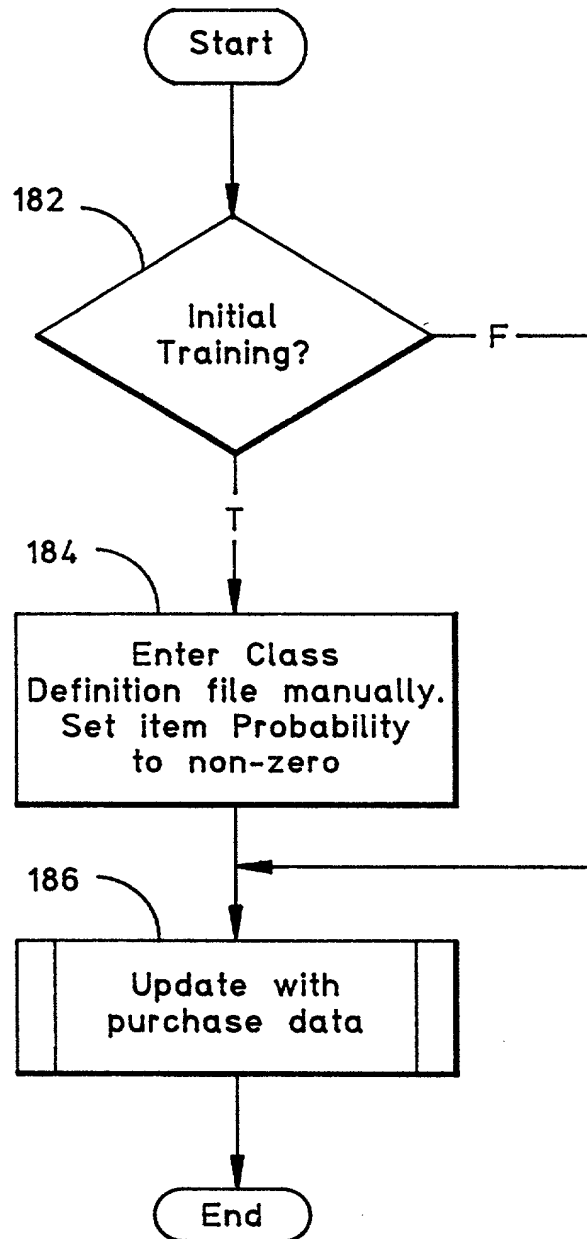 Start
182
Initial
Training?
F
T
184
Enter Class
Definition file manually.
Set item Probability
to non-zero
186
Update with
purchase data
End